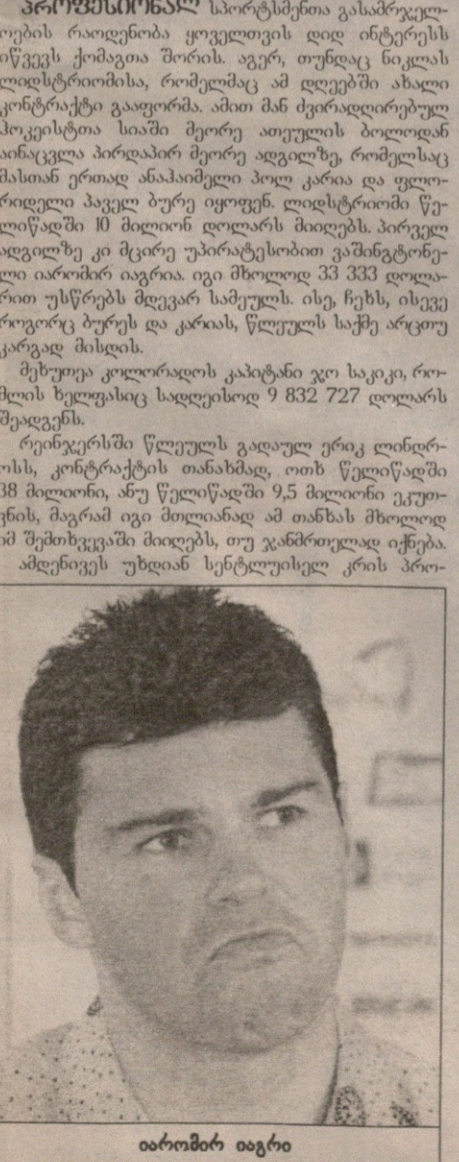 პროფესიონალ სპორტსმენთა გასამრჯელ-
ოების რაოდენობა ყოველთვის დიდ ინტერესს
იწვევს ქომაგთა შორის. აგერ, თუნდაც ნიკლას
ლიდსტრიომისა, რომელმაც ამ დღეებში ახალი
კონტრაქტი გააფორმა. ამით მან ძვირადღირებულ
ჰოკეისტთა სიაში მეორე ათეულის ბოლოდან
აინაცვლა პირდაპირ მეორე ადგილზე, რომელსაც
მასთან ერთად ანაჰაიმელი პოლ კარია და ფლო-
რიდელი პაველ ბურე იყოფენ. ლიდსტრიომი წე-
ლიწადში 10 მილიონ დოლარს მიიღებს. პირველ
ადგილზე კი მცირე უპირატესობით ვაშინგტონე-
ლი იარომირ იაგრია. იგი მხოლოდ 33 333 დოლა-
რით უსწრებს მდევარ სამეულს. ისე, ჩეხს, ისევე
როგორც ბურეს და კარიას, წლეულს საქმე არცთუ
კარგად მისდის.
მეხუთეა კოლორადოს კაპიტანი ჯო საკიკი, რო-
მლის ხელფასიც სადღეისოდ 9 832 727 დოლარს
შეადგენს.
რეინჯერსში წლეულს გადაულ ერიკ ლინდრ-
ოსს, კონტრაქტის თანახმად, ოთხ წელიწადში
38 მილიონი, ანუ წელიწადში 9,5 მილიონი ეკუთ-
ვნის, მაგრამ იგი მთლიანად ამ თანხას მხოლოდ
იმ შემთხვევაში მიიღებს, თუ ჯანმრთელად იქნება.
ამდენივეს უხდიან სენტლუისელ კრის პრო-
იარომირ იაგრი